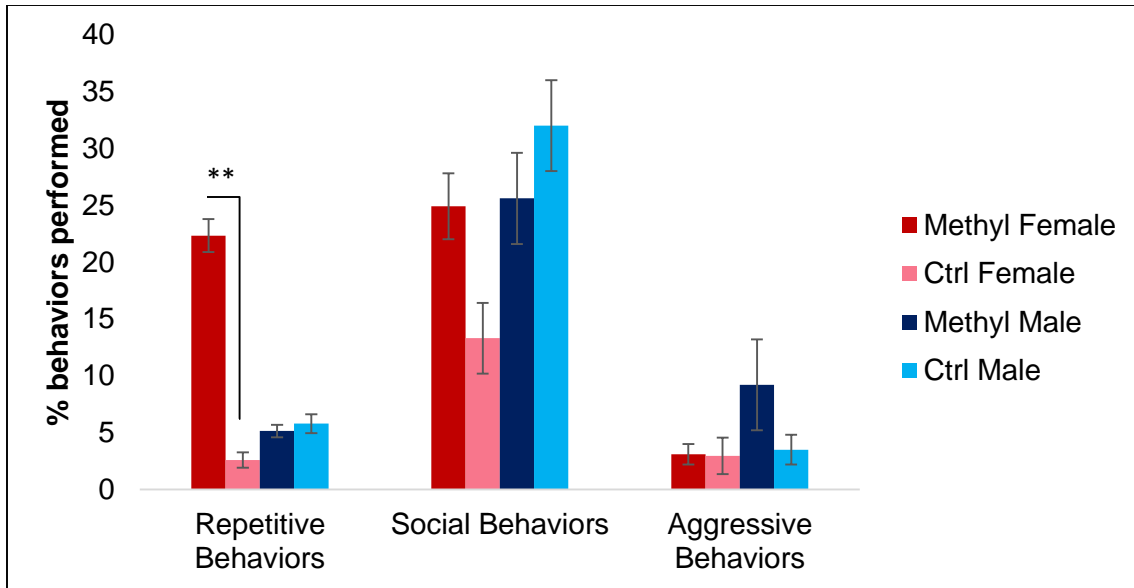 % behaviors performed
40
35
30
25
20
15
10
5
0
**
Repetitive
Behaviors
Social Behaviors
Aggressive
Behaviors
Methyl Female
Ctrl Female
Methyl Male
Ctrl Male